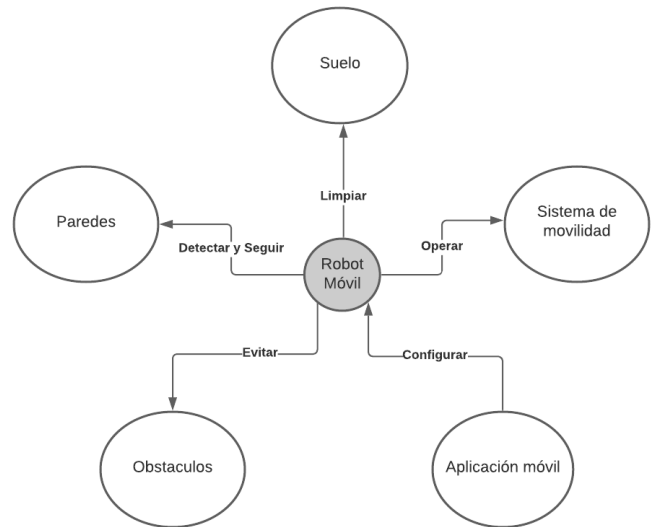 Suelo
Limpiar
Paredes
Detectar y Seguir
Sistema de
movilidad
Operar
Robot
Móvil
Evitar
Configurar
Obstaculos
Aplicación móvil